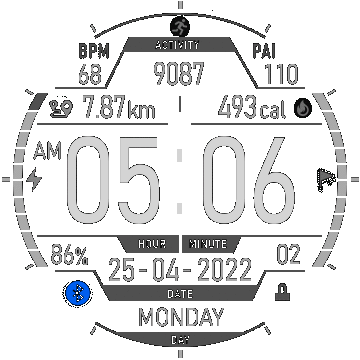 ACTIVITY
BPM 9087 PAI
68 110
7.87km 493cal
AM 05 06
HOUR MINUTE
86% 02
25-04-2022
DATE
MONDAY
DAY